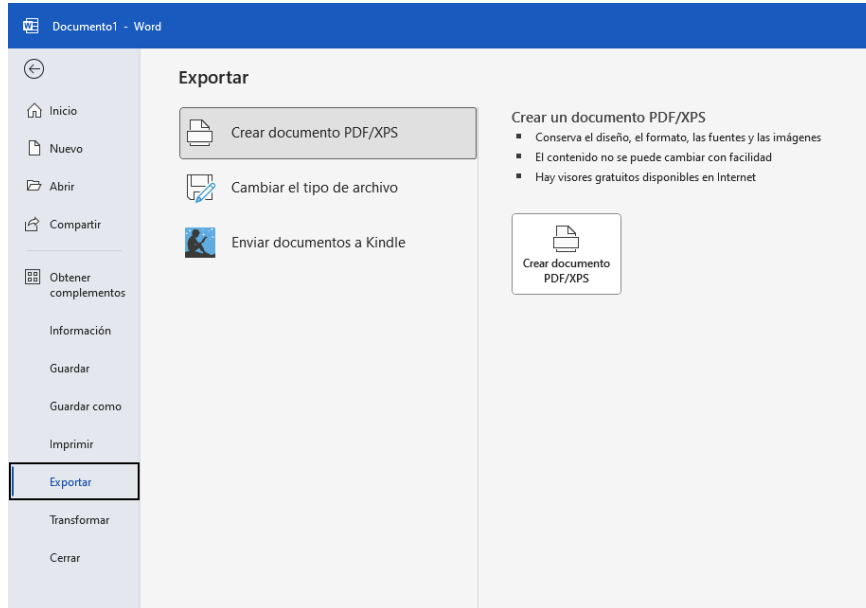 Documento1 - Word
Inicio
Nuevo
Abrir
Compartir
Obtener
complementos
Información
Guardar
Guardar como
Imprimir
Exportar
Transformar
Cerrar
Exportar
Crear documento PDF/XPS
Cambiar el tipo de archivo
Enviar documentos a Kindle
Crear un documento PDF/XPS
Conserva el diseño, el formato, las fuentes y las imágenes
El contenido no se puede cambiar con facilidad
Hay visores gratuitos disponibles en Internet
Crear documento
PDF/XPS